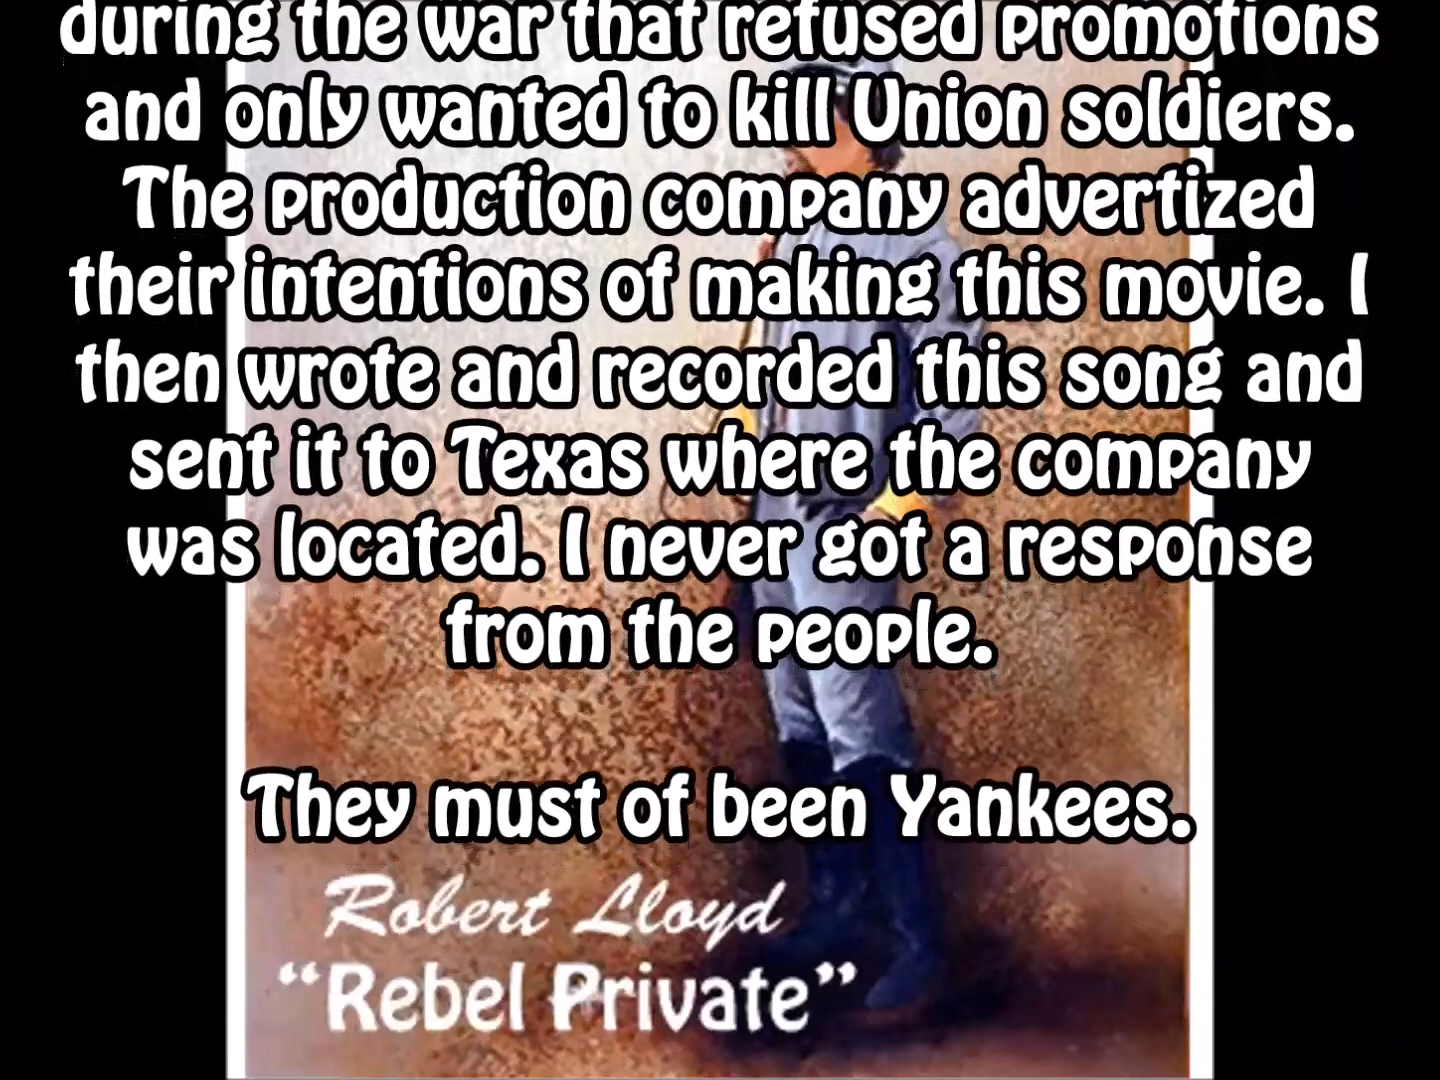 during the war that refused promotions
and only wanted to kill Union soldiers.
The production company advertized
their intentions of making this movie. I
then wrote and recorded this song and
sent it to Texas where the company
was located. I never got a response
from the people.
They must of been Yankees.
Robert Lloyd
“Rebel Private”